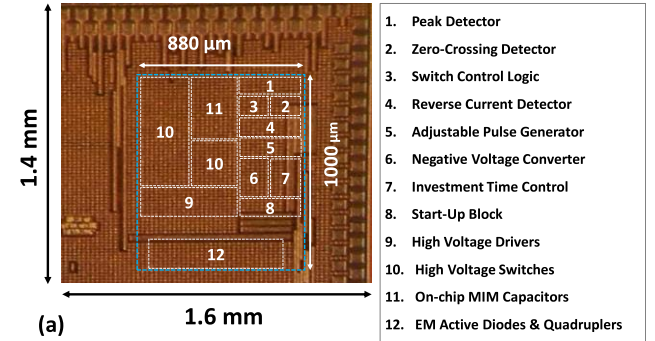 880 µm
1.4 mm
1000 µm
1
11
3
2
10
4
5
10
6
7
9
8
12
1.6 mm
(a)
1. Peak Detector
2. Zero-Crossing Detector
3. Switch Control Logic
4. Reverse Current Detector
5. Adjustable Pulse Generator
6. Negative Voltage Converter
7. Investment Time Control
8. Start-Up Block
9. High Voltage Drivers
10. High Voltage Switches
11. On-chip MIM Capacitors
12. EM Active Diodes & Quadruplers